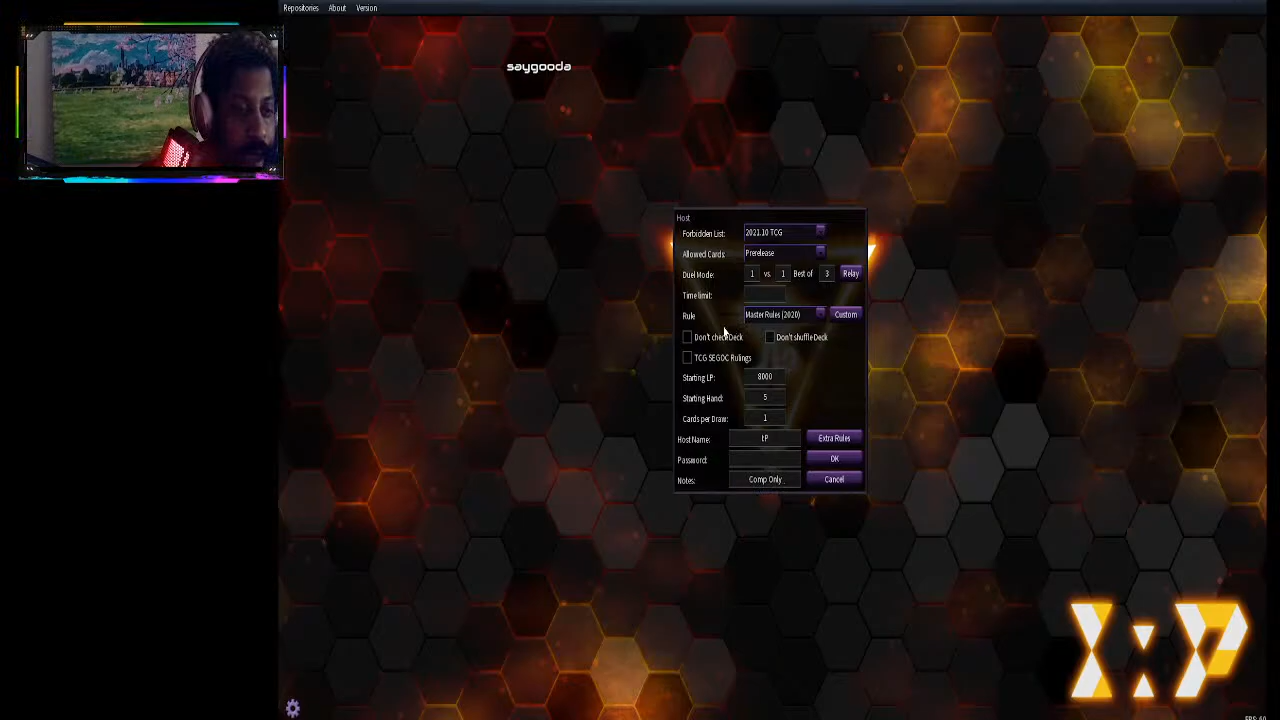 Repositories About Version
saygooda
Host
Forbidden List: 2021.10 TCG
Allowed Cards: Prerelease
Duel Mode: 1 vs. 1 Best of 3 Relay
Time limit:
Rule Master Rules (2020) Custom
Don't check Deck Don't shuffle Deck
TCG SEGOC Rulings
Starting LP: 8000
Starting Hand: 5
Cards per Draw: 1
Host Name: tP Extra Rules
Password: OK
Notes: Comp Only. Cancel